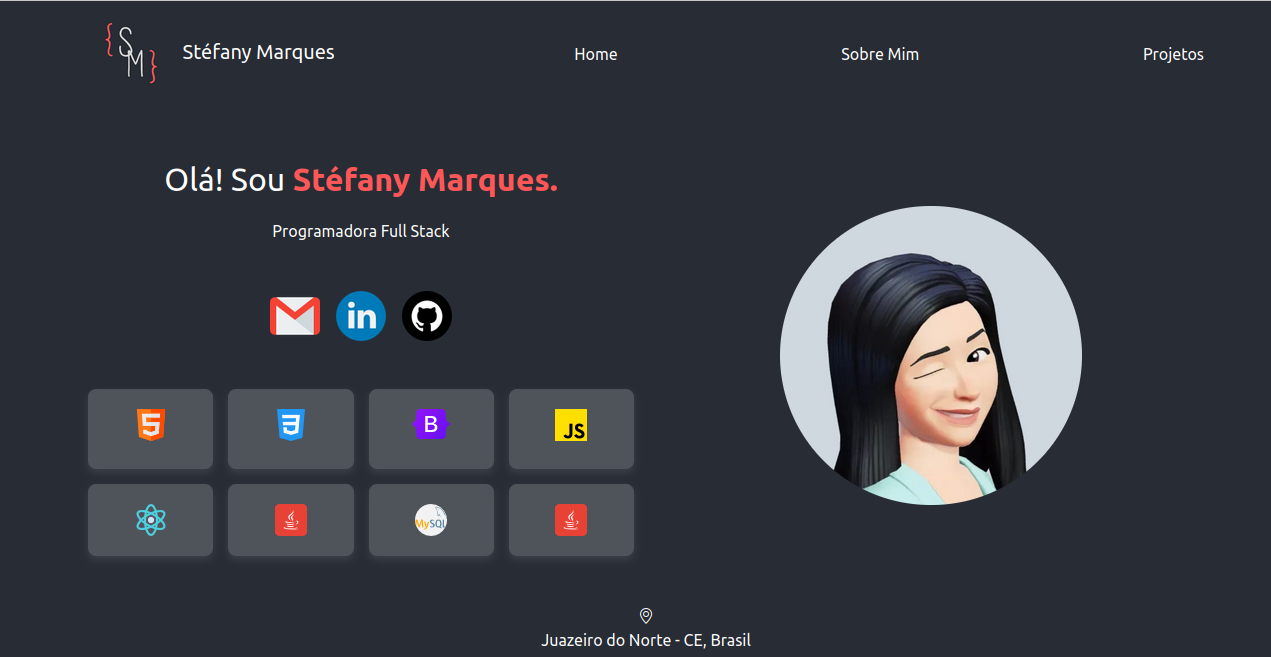 {SM}
Stéfany Marques
Home
Sobre Mim
Projetos
Olá! Sou Stéfany Marques.
Programadora Full Stack
in
5
3
B
JS
MySQL
Juazeiro do Norte - CE, Brasil